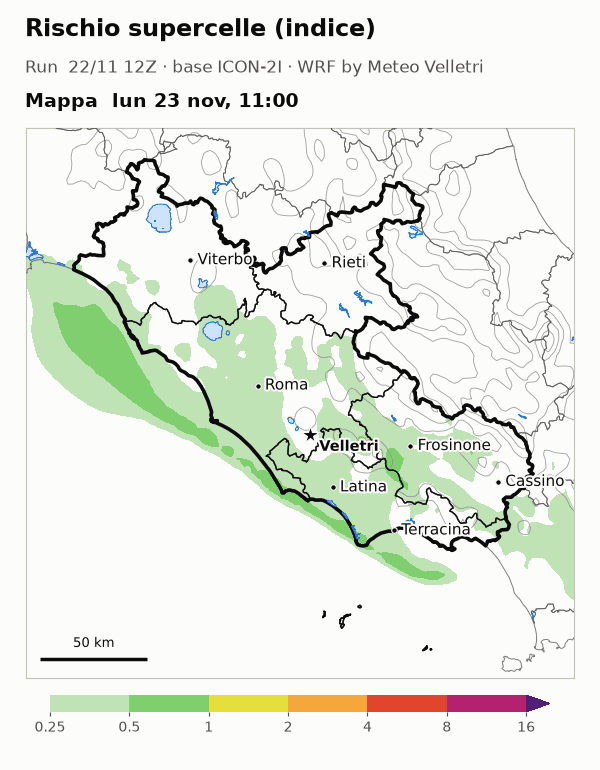 Rischio supercelle (indice)
Run  22/11 12Z · base ICON-2I · WRF by Meteo Velletri
Mappa  lun 23 nov, 11:00
Viterbo
Rieti
Roma
Velletri
Frosinone
Cassino
Latina
Terracina
50 km
0.25 0.5 1 2 4 8 16